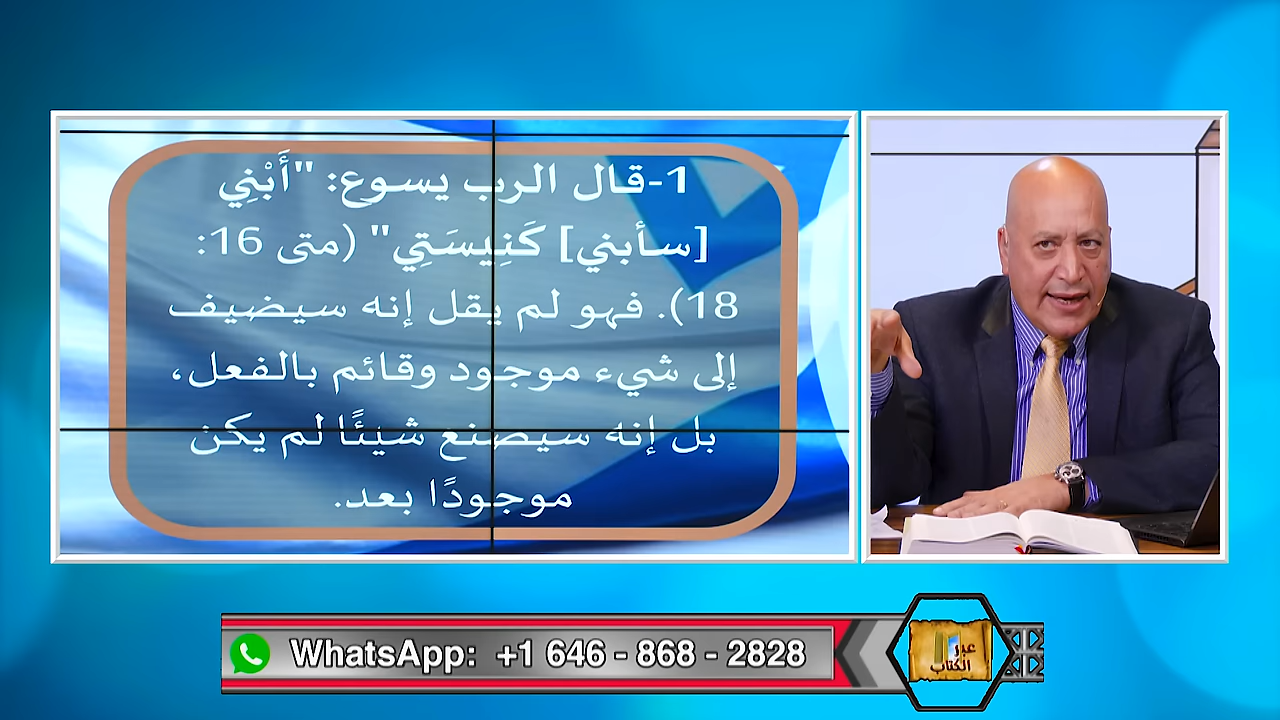 1-قال الرب يسوع: "أَبْنِي
[سأبني] كَنِيسَتِي" (متى 16:
18). فهو لم يقل إنه سيضيف
إلى شيء موجود وقائم بالفعل،
بل إنه سيصنع شيئًا لم يكن
موجودًا بعد.
WhatsApp: +1 646 - 868 - 2828
عبر
الكتاب